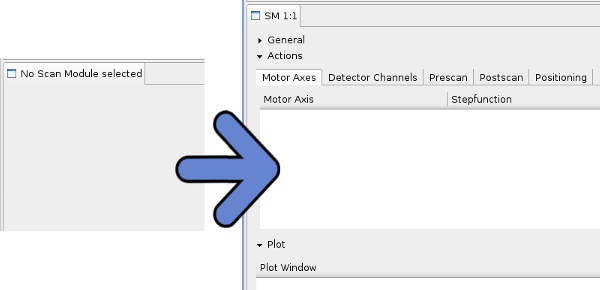 No Scan Module selected
SM 1:1
General
Actions
Motor Axes Detector Channels Prescan Postscan Positioning
Motor Axis Stepfunction
Plot
Plot Window